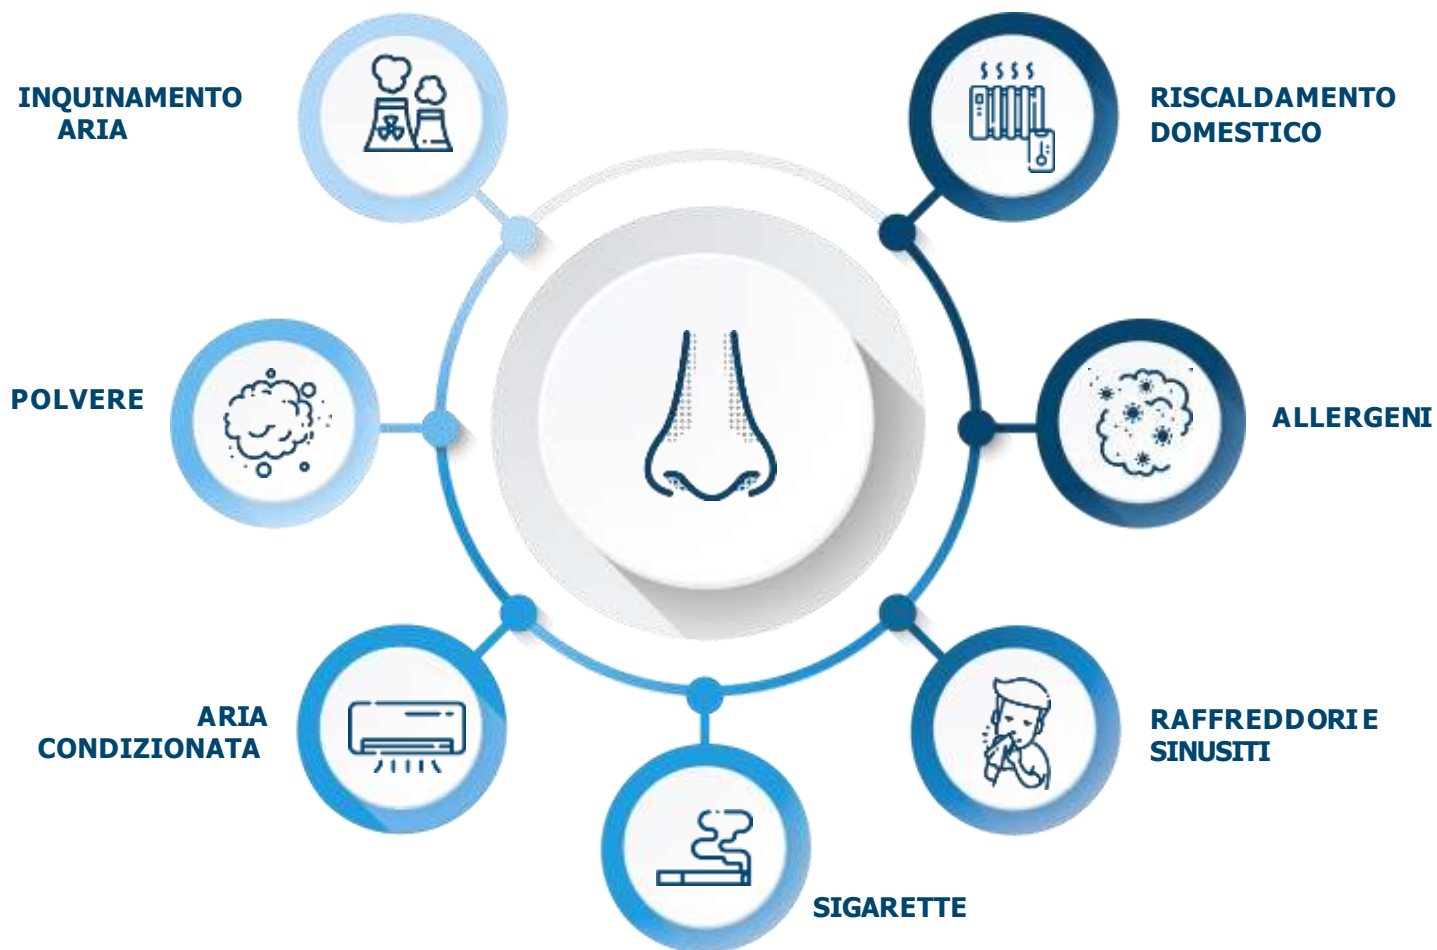 INQUINAMENTO
ARIA
RISCALDAMENTO
DOMESTICO
POLVERE
ALLERGENI
ARIA
CONDIZIONATA
RAFFREDDORI E
SINUSITI
SIGARETTE